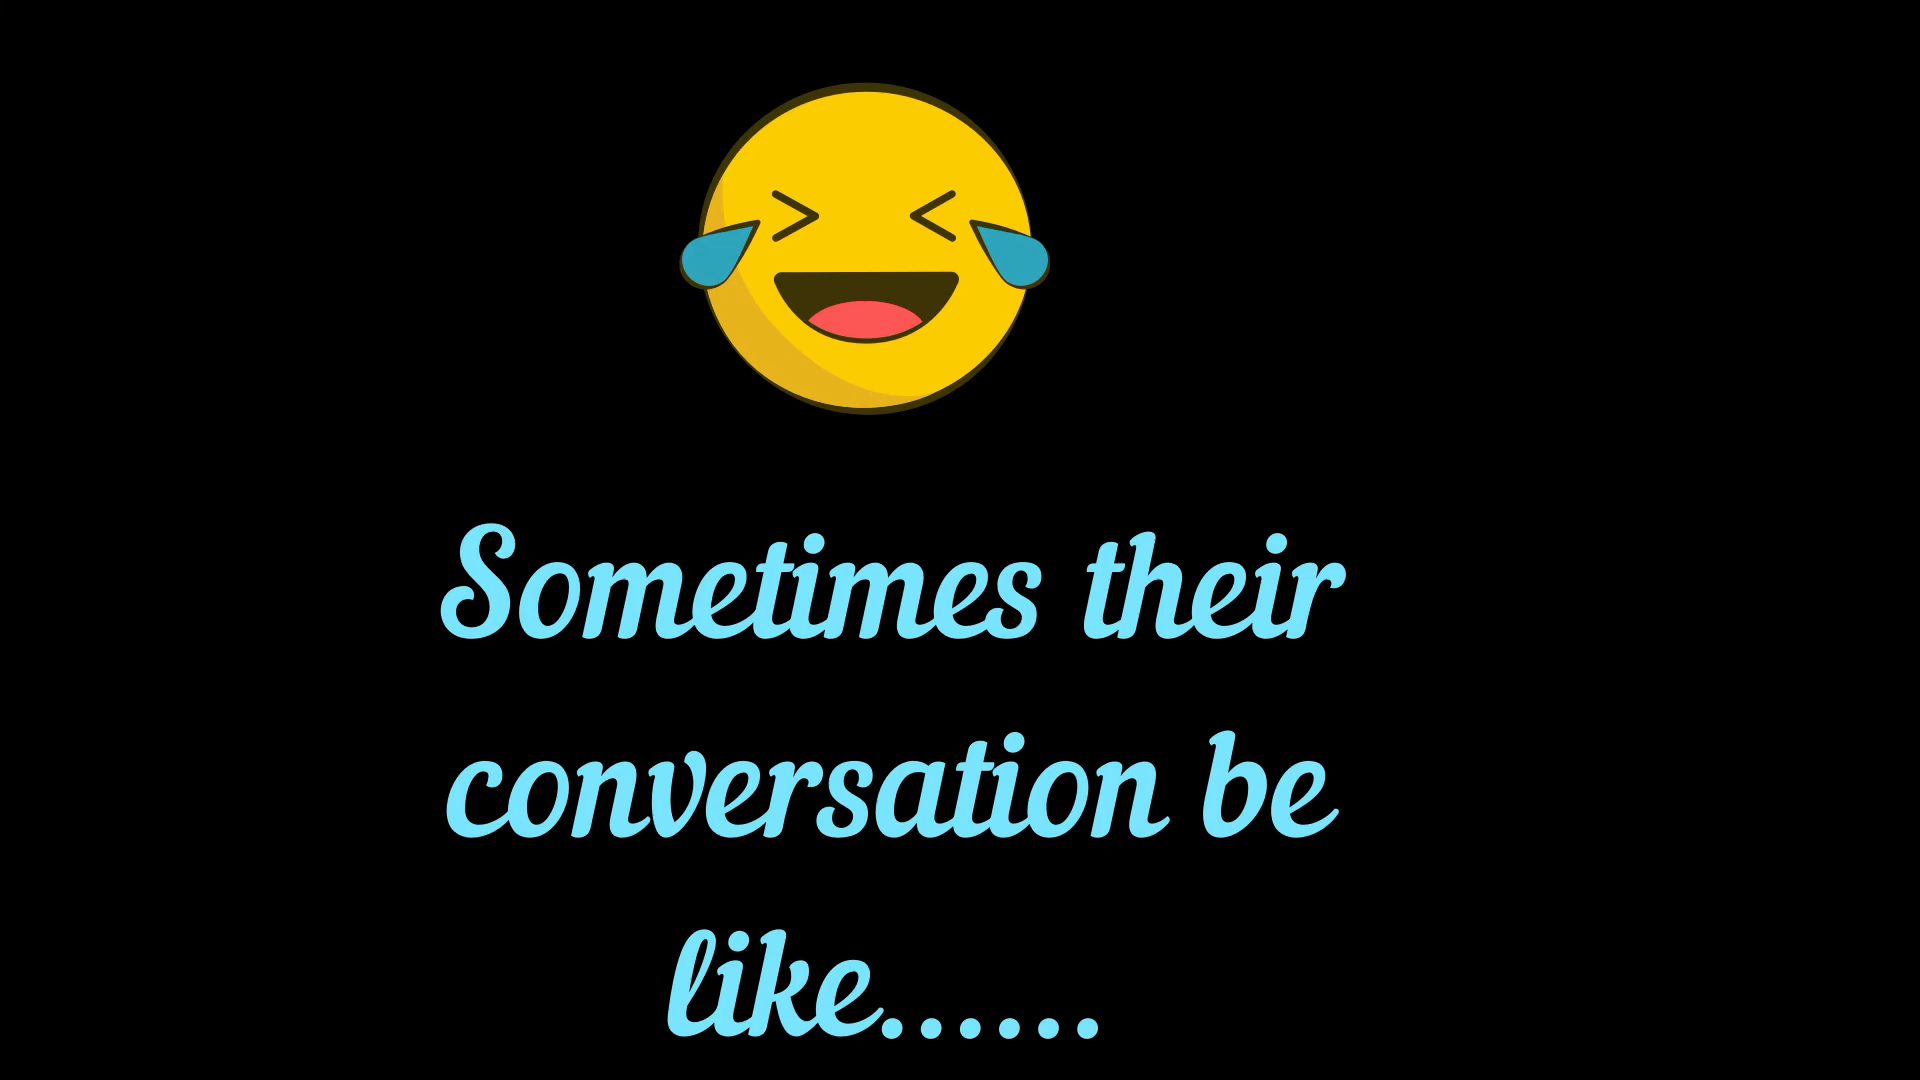 Sometimes their
conversation be
like......